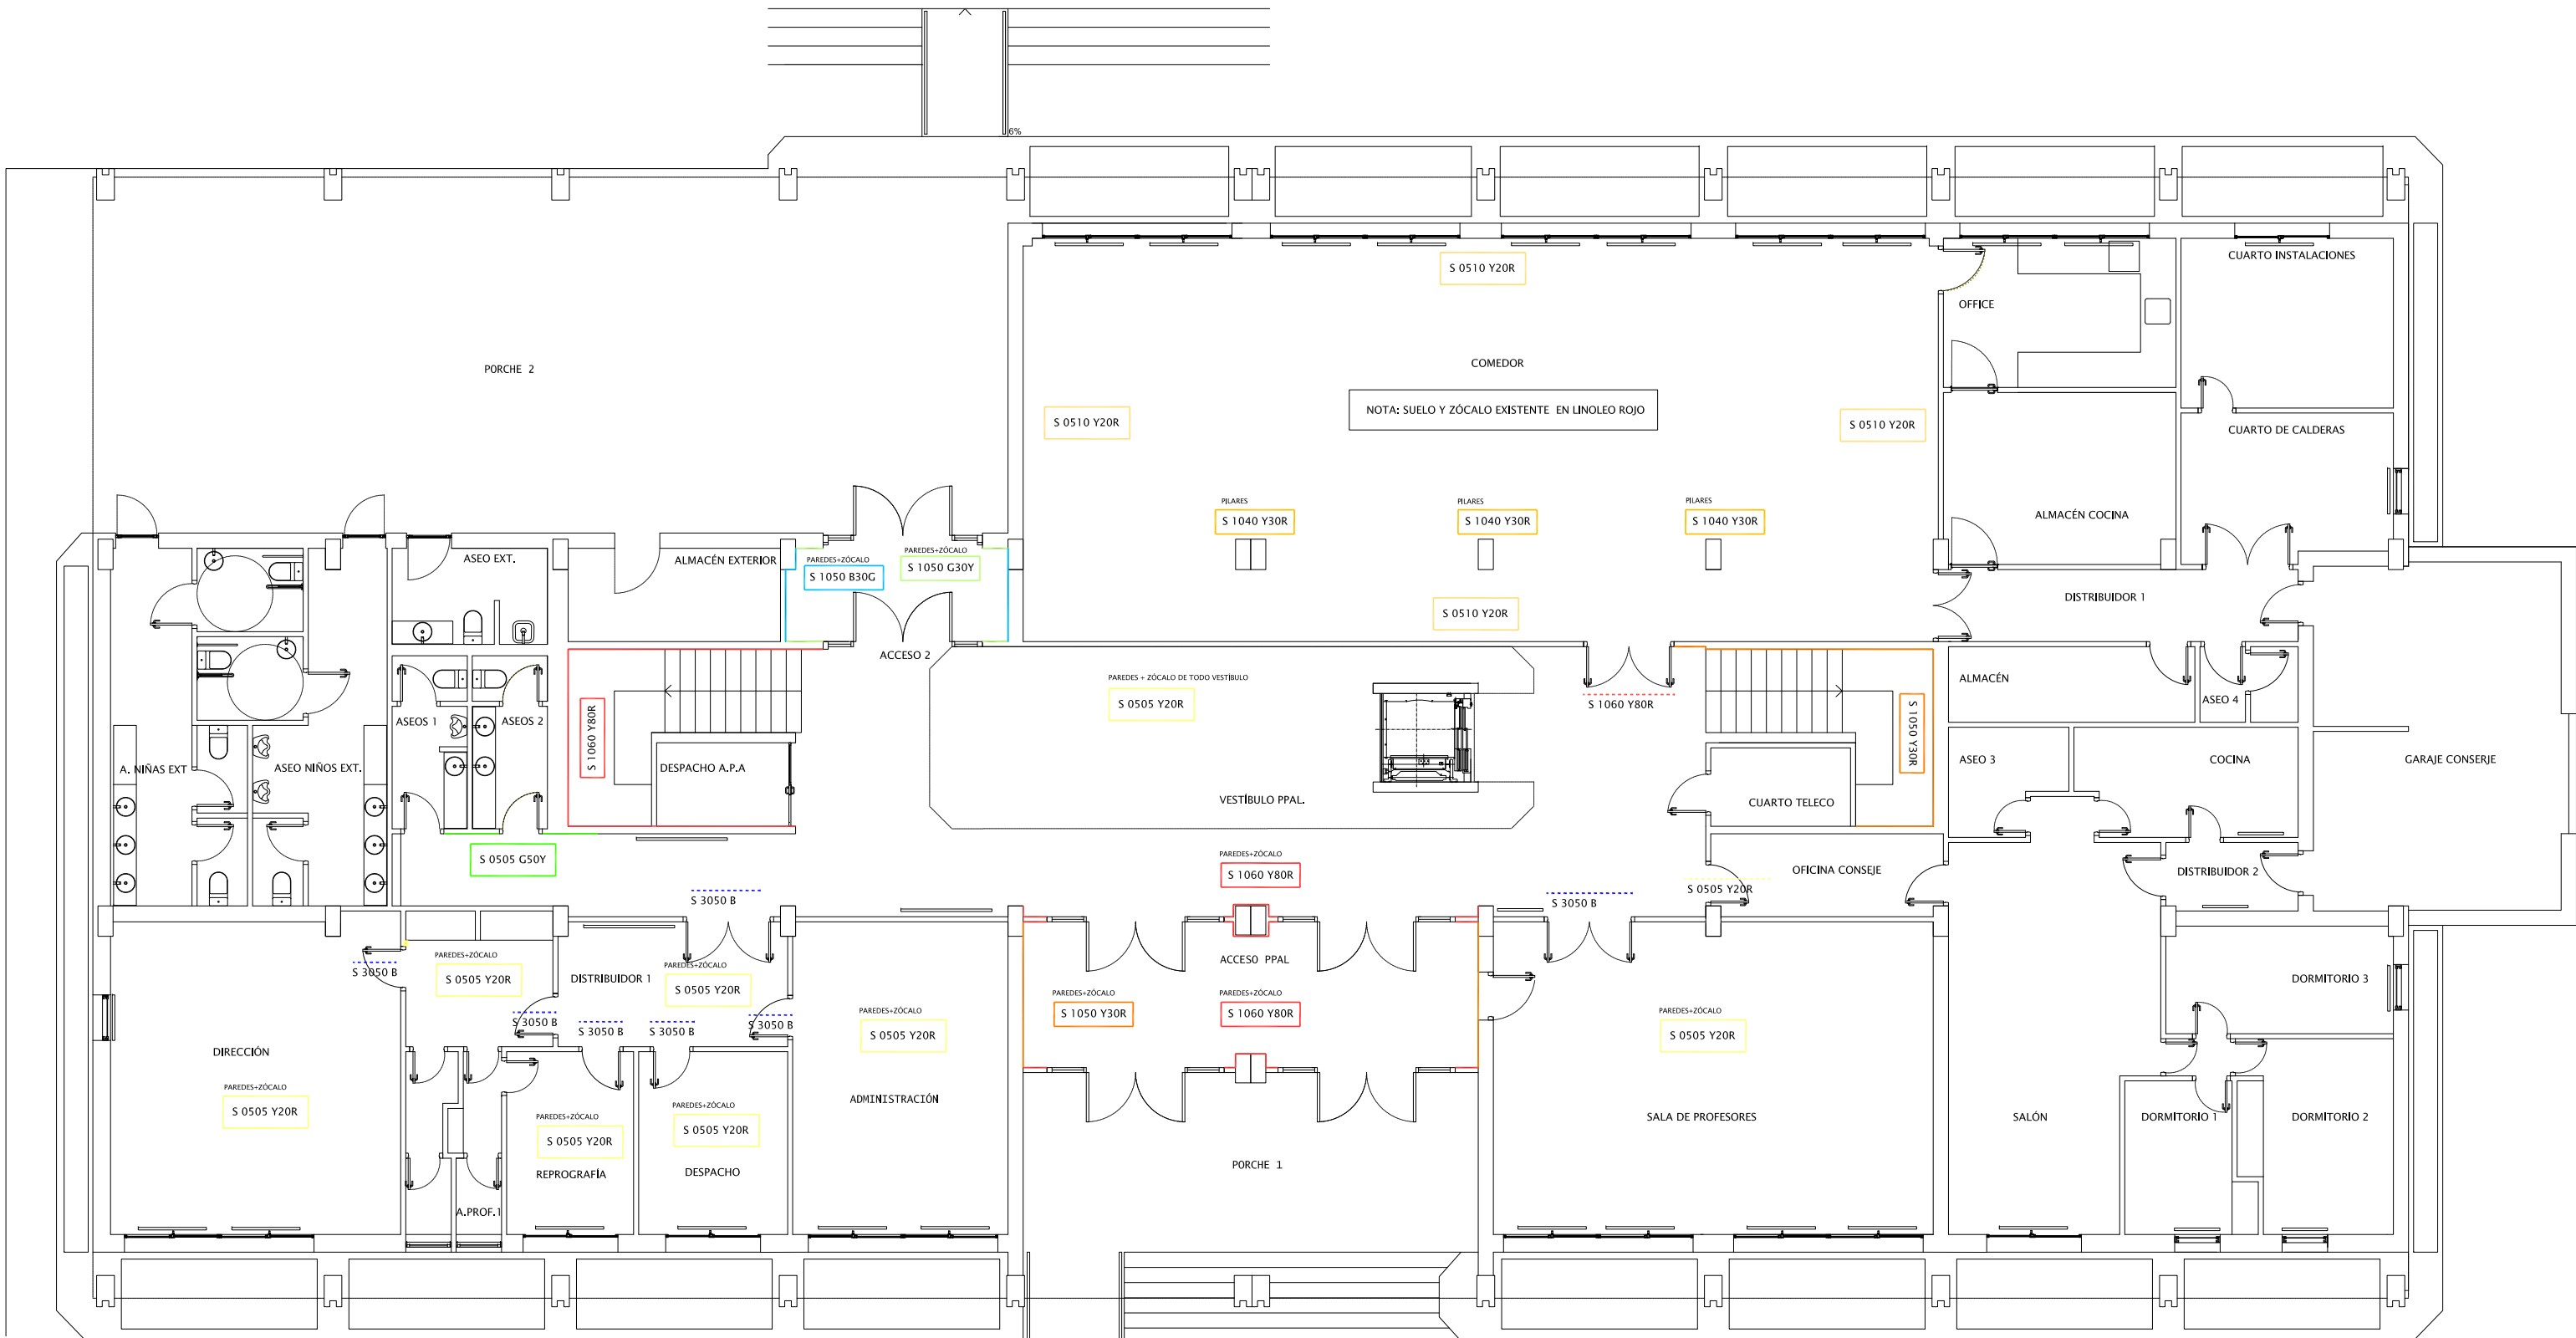 6%
CUARTO INSTALACIONES
S 0510 Y20R
OFFICE
PORCHE 2
COMEDOR
NOTA: SUELO Y ZÓCALO EXISTENTE EN LINOLEO ROJO
S 0510 Y20R
S 0510 Y20R
CUARTO DE CALDERAS
PILARES
S 1040 Y30R
PILARES
S 1040 Y30R
PILARES
S 1040 Y30R
ALMACÉN COCINA
ASEO EXT.
ALMACÉN EXTERIOR
PAREDES+ZÓCALO
S 1050 B30G
PAREDES+ZÓCALO
S 1050 G30Y
DISTRIBUIDOR 1
S 0510 Y20R
ACCESO 2
PAREDES + ZÓCALO DE TODO VESTÍBULO
S 0505 Y20R
S 1060 Y80R
ALMACÉN
ASEO 4
ASEOS 1
ASEOS 2
S 1060 Y80R
S 1050 Y30R
A. NIÑAS EXT
ASEO NIÑOS EXT.
DESPACHO A.P.A
ASEO 3
COCINA
GARAJE CONSERJE
VESTÍBULO PPAL.
CUARTO TELECO
S 0505 G50Y
PAREDES+ZÓCALO
S 1060 Y80R
OFICINA CONSEJE
DISTRIBUIDOR 2
S 3050 B
S 3050 B
S 0505 Y20R
S 3050 B
PAREDES+ZÓCALO
S 0505 Y20R
DISTRIBUIDOR 1
PAREDES+ZÓCALO
S 0505 Y20R
ACCESO PPAL
DORMITORIO 3
PAREDES+ZÓCALO
S 1050 Y30R
PAREDES+ZÓCALO
S 1060 Y80R
S 3050 B
S 3050 B
S 3050 B
S 3050 B
PAREDES+ZÓCALO
S 0505 Y20R
PAREDES+ZÓCALO
S 0505 Y20R
DIRECCIÓN
PAREDES+ZÓCALO
S 0505 Y20R
ADMINISTRACIÓN
PAREDES+ZÓCALO
S 0505 Y20R
REPROGRAFÍA
PAREDES+ZÓCALO
S 0505 Y20R
DESPACHO
SALA DE PROFESORES
SALÓN
DORMITORIO 1
DORMITORIO 2
PORCHE 1
A.PROF.1